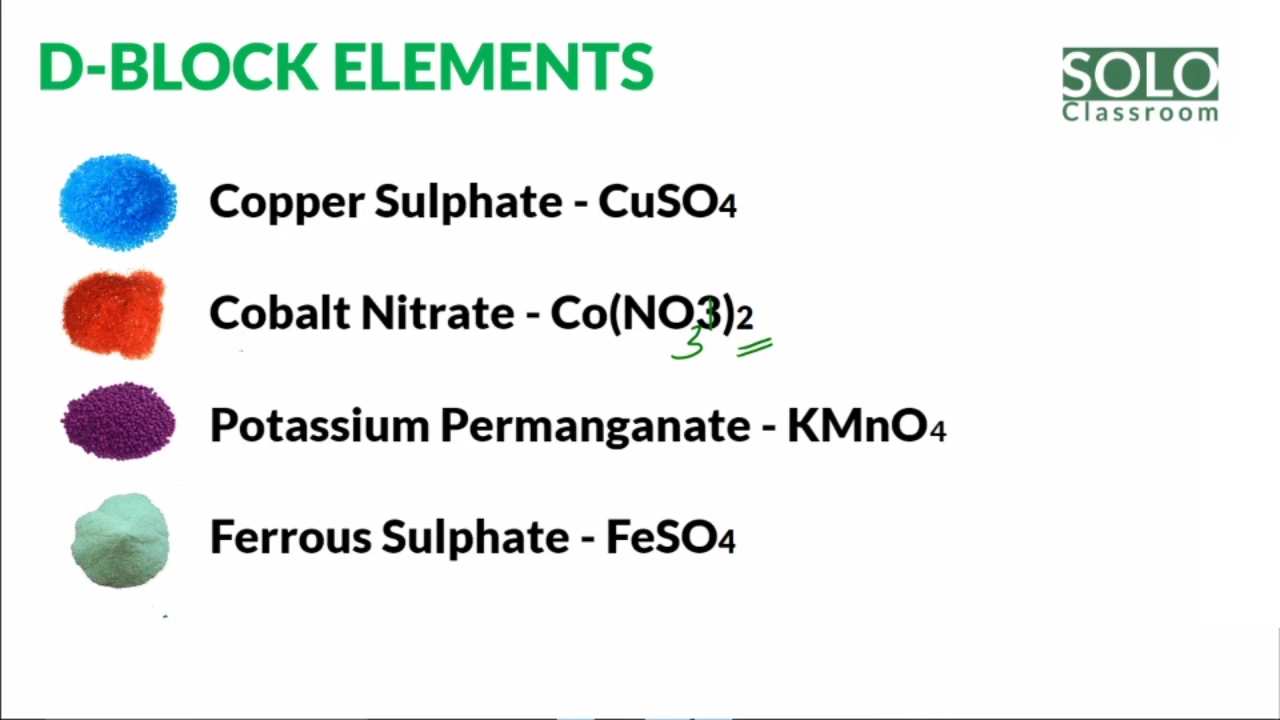 D-BLOCK ELEMENTS
SOLO
Classroom
Copper Sulphate - CuSO4
Cobalt Nitrate - Co(NO3)2
3
Potassium Permanganate - KMnO4
Ferrous Sulphate - FeSO4